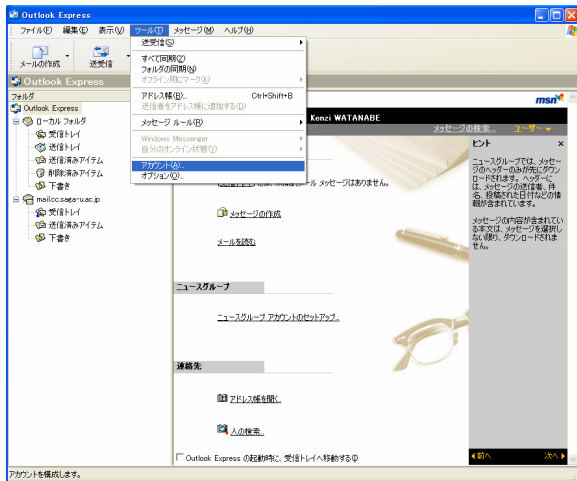 Outlook Express
ファイル(F) 編集(E) 表示(V) ツール(T) メッセージ(M) ヘルプ(H)
メールの作成 送受信
送受信(S)
すべて同期(Z)
フォルダの同期(N)
オフライン用にマーク(K)
アドレス帳(B)... Ctrl+Shift+B
送信者をアドレス帳に追加する(D)
メッセージ ルール(R)
Windows Messenger
自分のオンライン状態(Y)
アカウント(A)...
オプション(O)...
Outlook Express
フォルダ
Outlook Express
ローカル フォルダ
受信トレイ
送信トレイ
送信済みアイテム
削除済みアイテム
下書き
mail.cc.saga-u.ac.jp
受信トレイ
送信済みアイテム
下書き
msn
Kenzi WATANABE
メッセージの検索... ユーザー
メッセージはありません。
メッセージの作成
メールを読む
ニュースグループ
ニュースグループ アカウントのセットアップ...
連絡先
アドレス帳を開く...
人の検索...
Outlook Express の起動時に、受信トレイへ移動する(I)
ヒント ×
ニュースグループでは、メッセー
ジのヘッダーのみが先にダウン
ロードされます。ヘッダーに
は、メッセージの送信者、件
名、投稿された日付などの情
報が含まれています。
メッセージの内容が含まれてい
る本文は、メッセージを選択し
ない限り、ダウンロードされま
せん。
前へ 次へ
アカウントを構成します。